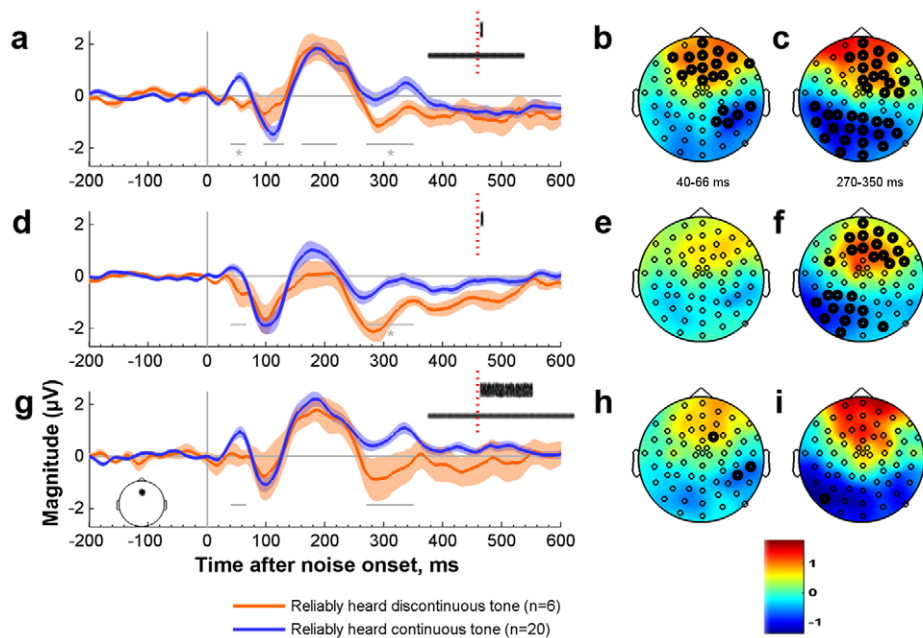 a
2
0
-2
*
*
-200 -100 0 100 200 300 400 500 600
b
c
40-66 ms
270-350 ms
d
2
0
-2
*
-200 -100 0 100 200 300 400 500 600
e
f
g
2
0
-2
Magnitude (µV)
-200 -100 0 100 200 300 400 500 600
Time after noise onset, ms
h
i
1
0
-1
Reliably heard discontinuous tone (n=6)
Reliably heard continuous tone (n=20)